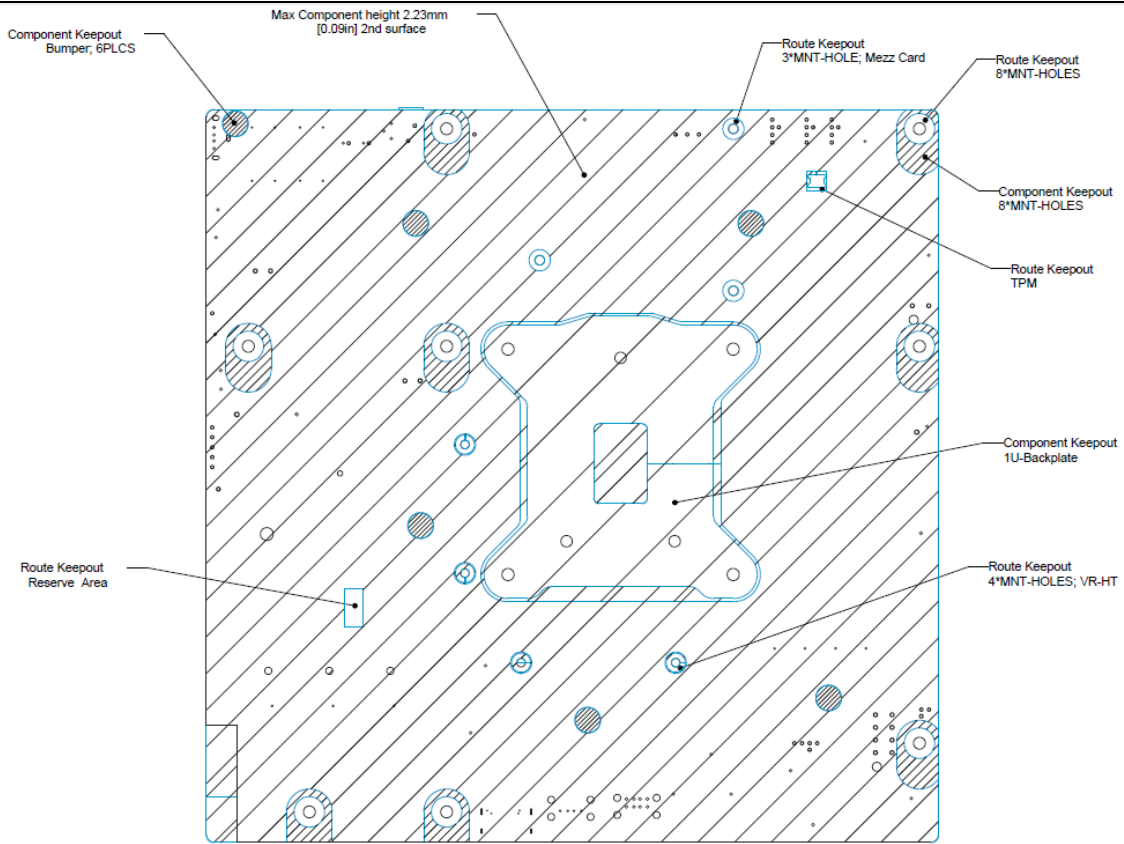 Max Component height 2.23mm
[0.09in] 2nd surface
Component Keepout
Bumper; 6PLCS
Route Keepout
3*MNT-HOLE; Mezz Card
Route Keepout
8*MNT-HOLES
Component Keepout
8*MNT-HOLES
Route Keepout
TPM
Component Keepout
1U-Backplate
Route Keepout
Reserve Area
Route Keepout
4*MNT-HOLES; VR-HT